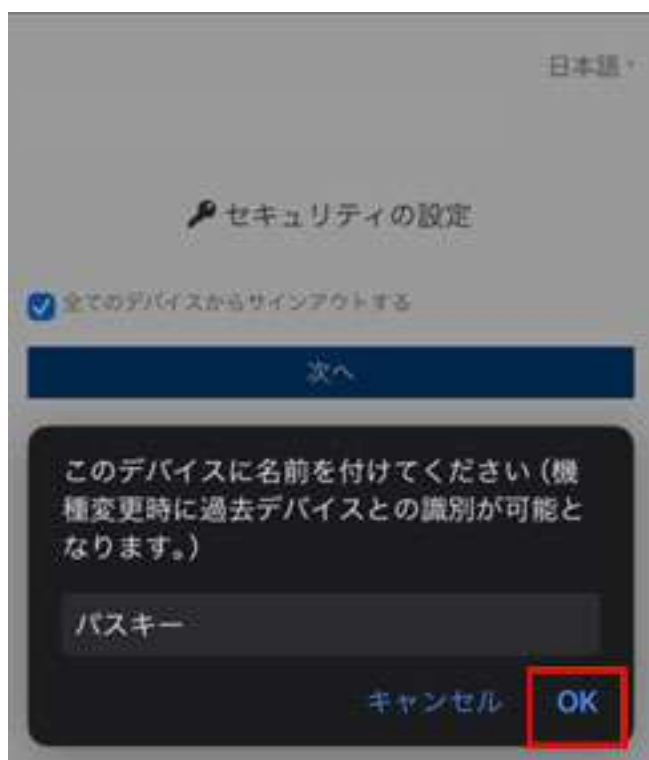 日本語
セキュリティの設定
全てのデバイスからサインアウトする
次へ
このデバイスに名前を付けてください（機
種変更時に過去デバイスとの識別が可能と
なります。）
パスキー
キャンセル OK